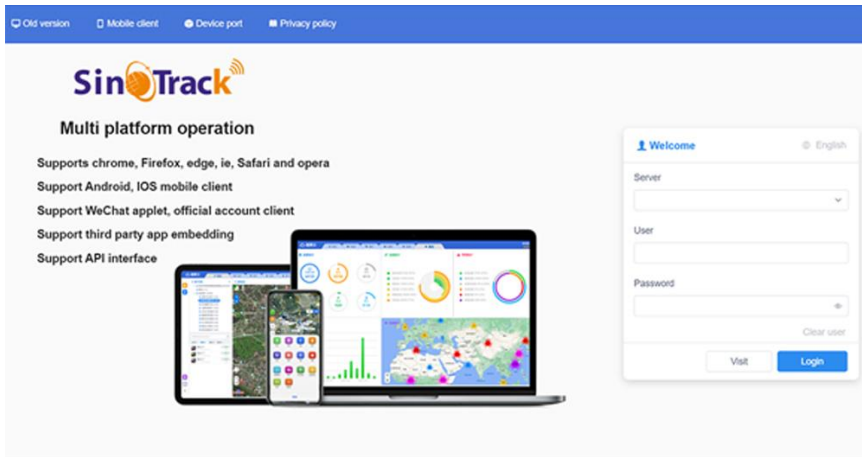 Old version Mobile client Device port Privacy policy
SinoTrack
Multi platform operation
Supports chrome, Firefox, edge, ie, Safari and opera
Support Android, IOS mobile client
Support WeChat applet, official account client
Support third party app embedding
Support API interface
Welcome English
Server
User
Password
Clear user
Visit Login